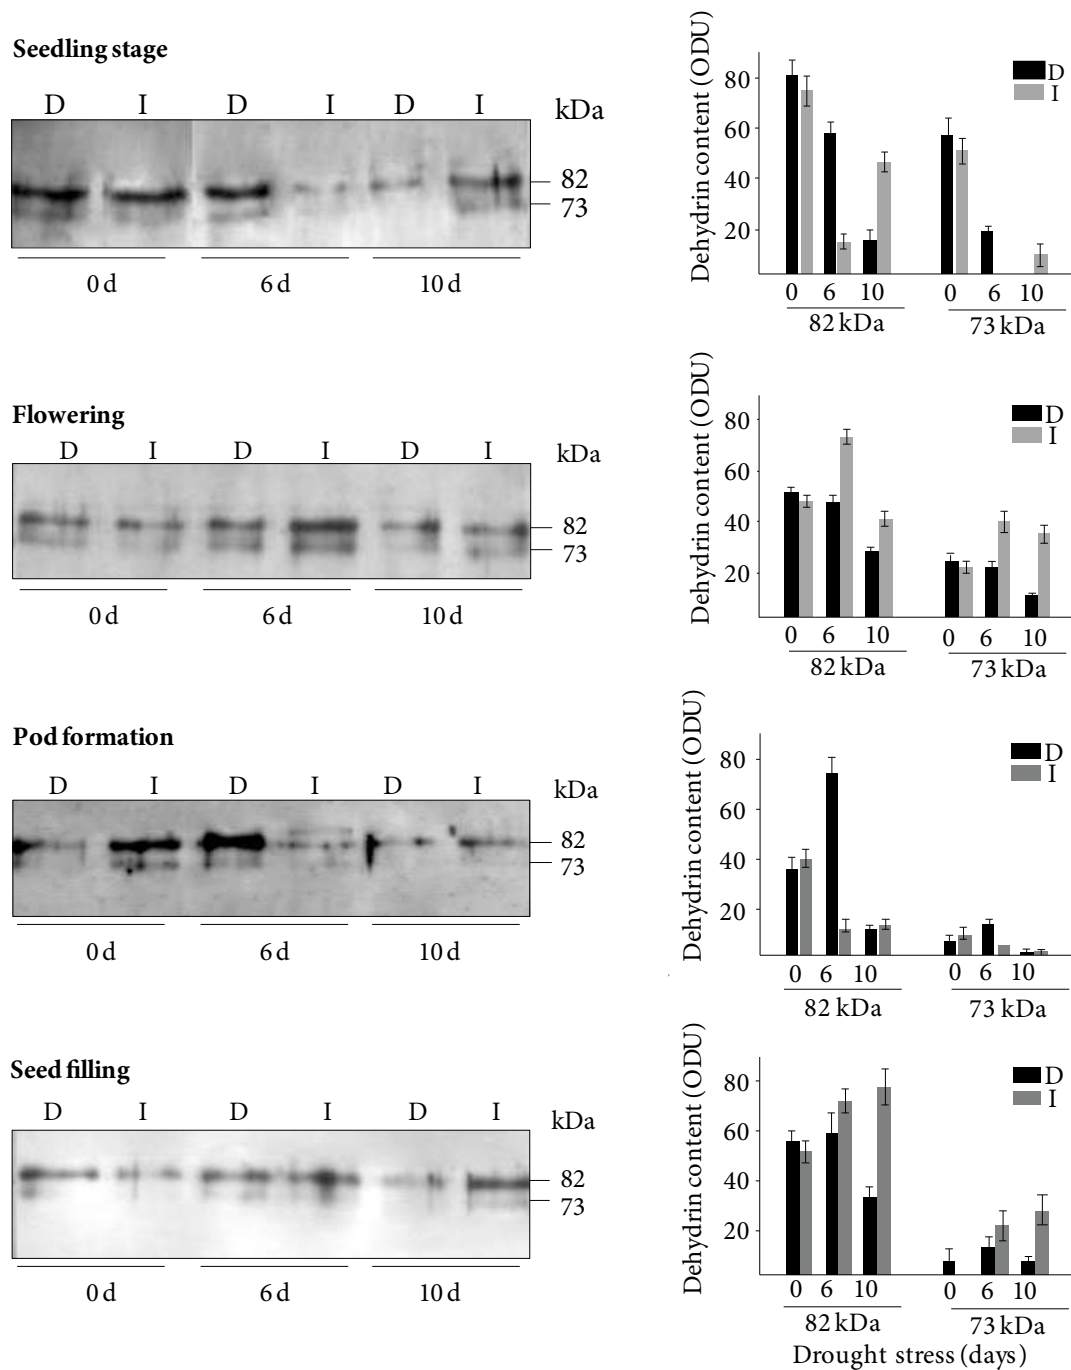 Seedling stage
D I D I D I kDa
82
73
0 d 6 d 10 d
Dehydrin content (ODU)
80
60
40
20
D
I
0 6 10 0 6 10
82 kDa 73 kDa
Flowering
D I D I D I kDa
82
73
0 d 6 d 10 d
Dehydrin content (ODU)
80
60
40
20
D
I
0 6 10 0 6 10
82 kDa 73 kDa
Pod formation
D I D I D I kDa
82
73
0 d 6 d 10 d
Dehydrin content (ODU)
80
60
40
20
D
I
0 6 10 0 6 10
82 kDa 73 kDa
Seed filling
D I D I D I kDa
82
73
0 d 6 d 10 d
Dehydrin content (ODU)
80
60
40
20
D
I
0 6 10 0 6 10
82 kDa 73 kDa
Drought stress (days)